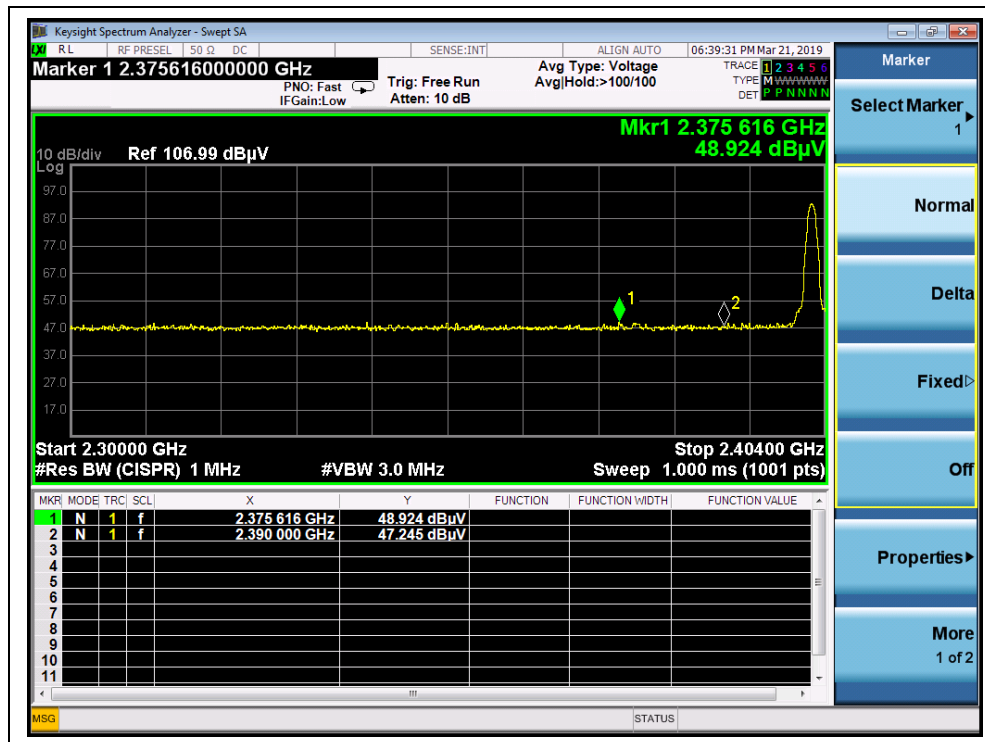 Keysight Spectrum Analyzer - Swept SA
LXI RL RF PRESEL 50 Ω DC SENSE:INT ALIGN AUTO 06:39:31 PM Mar 21, 2019
Marker 1 2.375616000000 GHz
PNO: Fast Trig: Free Run Avg Type: Voltage TRACE 1 2 3 4 5 6
IFGain:Low Atten: 10 dB Avg|Hold:>100/100 TYPE M WWWWW
DET P P N N N N
Mkr1 2.375 616 GHz
10 dB/div Ref 106.99 dBµV 48.924 dBµV
Log
97.0
87.0
77.0
67.0
57.0
47.0
37.0
27.0
17.0
1
2
Start 2.30000 GHz Stop 2.40400 GHz
#Res BW (CISPR) 1 MHz #VBW 3.0 MHz Sweep 1.000 ms (1001 pts)
MKR MODE TRC SCL X Y FUNCTION FUNCTION WIDTH FUNCTION VALUE
1 N 1 f 2.375 616 GHz 48.924 dBµV
2 N 1 f 2.390 000 GHz 47.245 dBµV
3
4
5
6
7
8
9
10
11
MSG STATUS
Marker
Select Marker
1
Normal
Delta
Fixed
Off
Properties
More
1 of 2